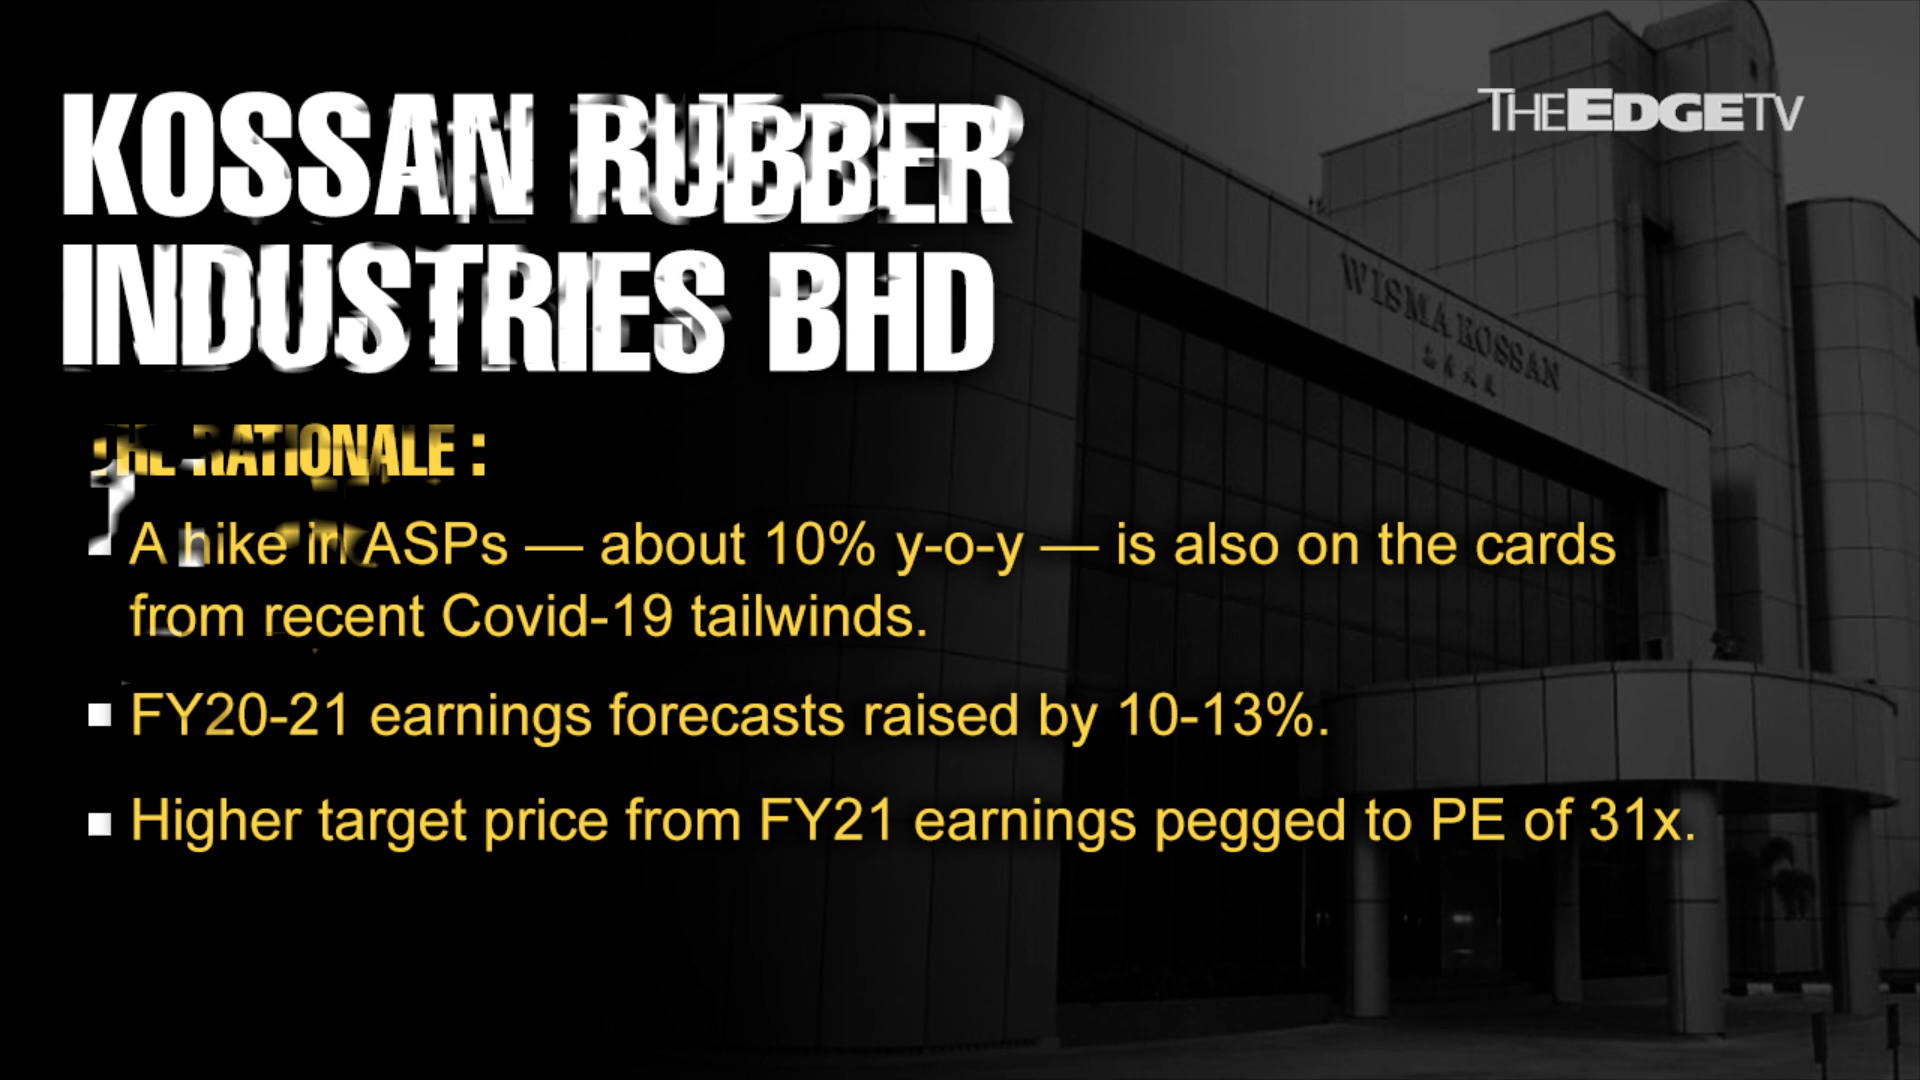 THEEDGETV
KOSSAN RUBBER
INDUSTRIES BHD
WISMA KOSSAN
THE RATIONALE :
A hike in ASPs — about 10% y-o-y — is also on the cards
from recent Covid-19 tailwinds.
FY20-21 earnings forecasts raised by 10-13%.
Higher target price from FY21 earnings pegged to PE of 31x.